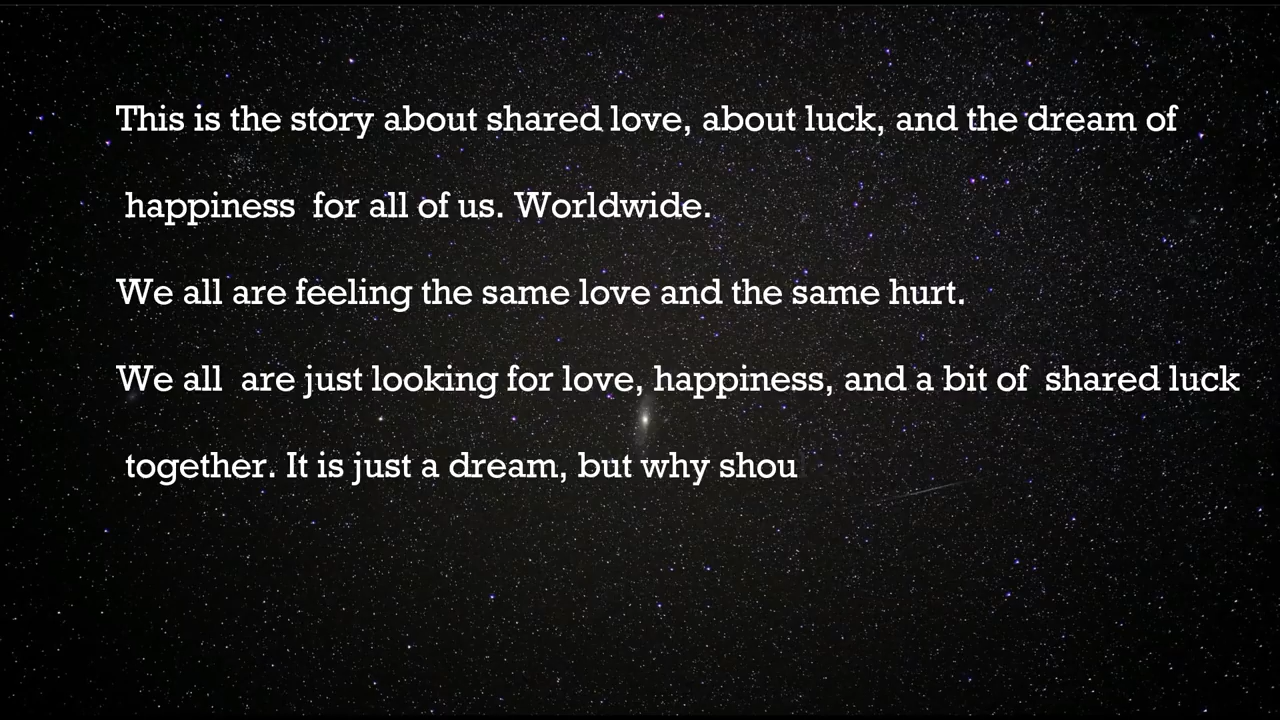 This is the story about shared love, about luck, and the dream of
happiness  for all of us. Worldwide.
We all are feeling the same love and the same hurt.
We all  are just looking for love, happiness, and a bit of  shared luck
together. It is just a dream, but why shou